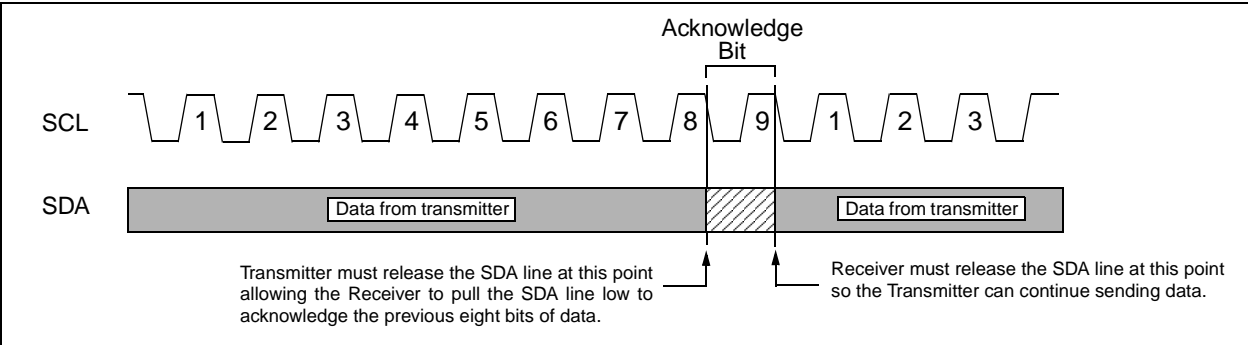 Acknowledge
Bit
SCL
1 2 3 4 5 6 7 8 9 1 2 3
SDA
Data from transmitter
Data from transmitter
Transmitter must release the SDA line at this point
allowing the Receiver to pull the SDA line low to
acknowledge the previous eight bits of data.
Receiver must release the SDA line at this point
so the Transmitter can continue sending data.